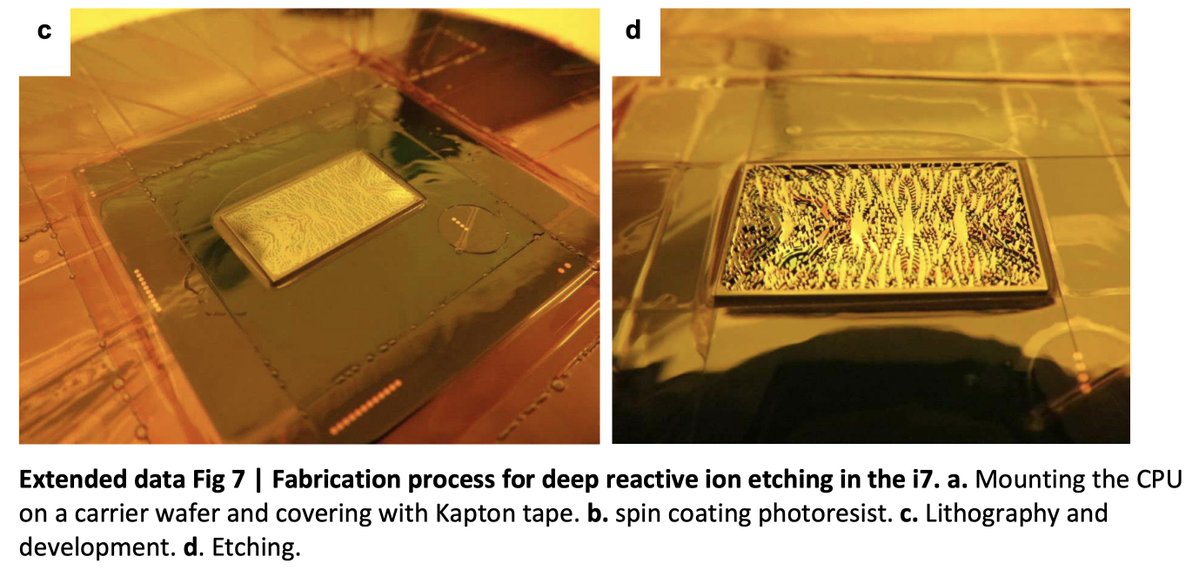 c
d
Extended data Fig 7 | Fabrication process for deep reactive ion etching in the i7. a. Mounting the CPU
on a carrier wafer and covering with Kapton tape. b. spin coating photoresist. c. Lithography and
development. d. Etching.